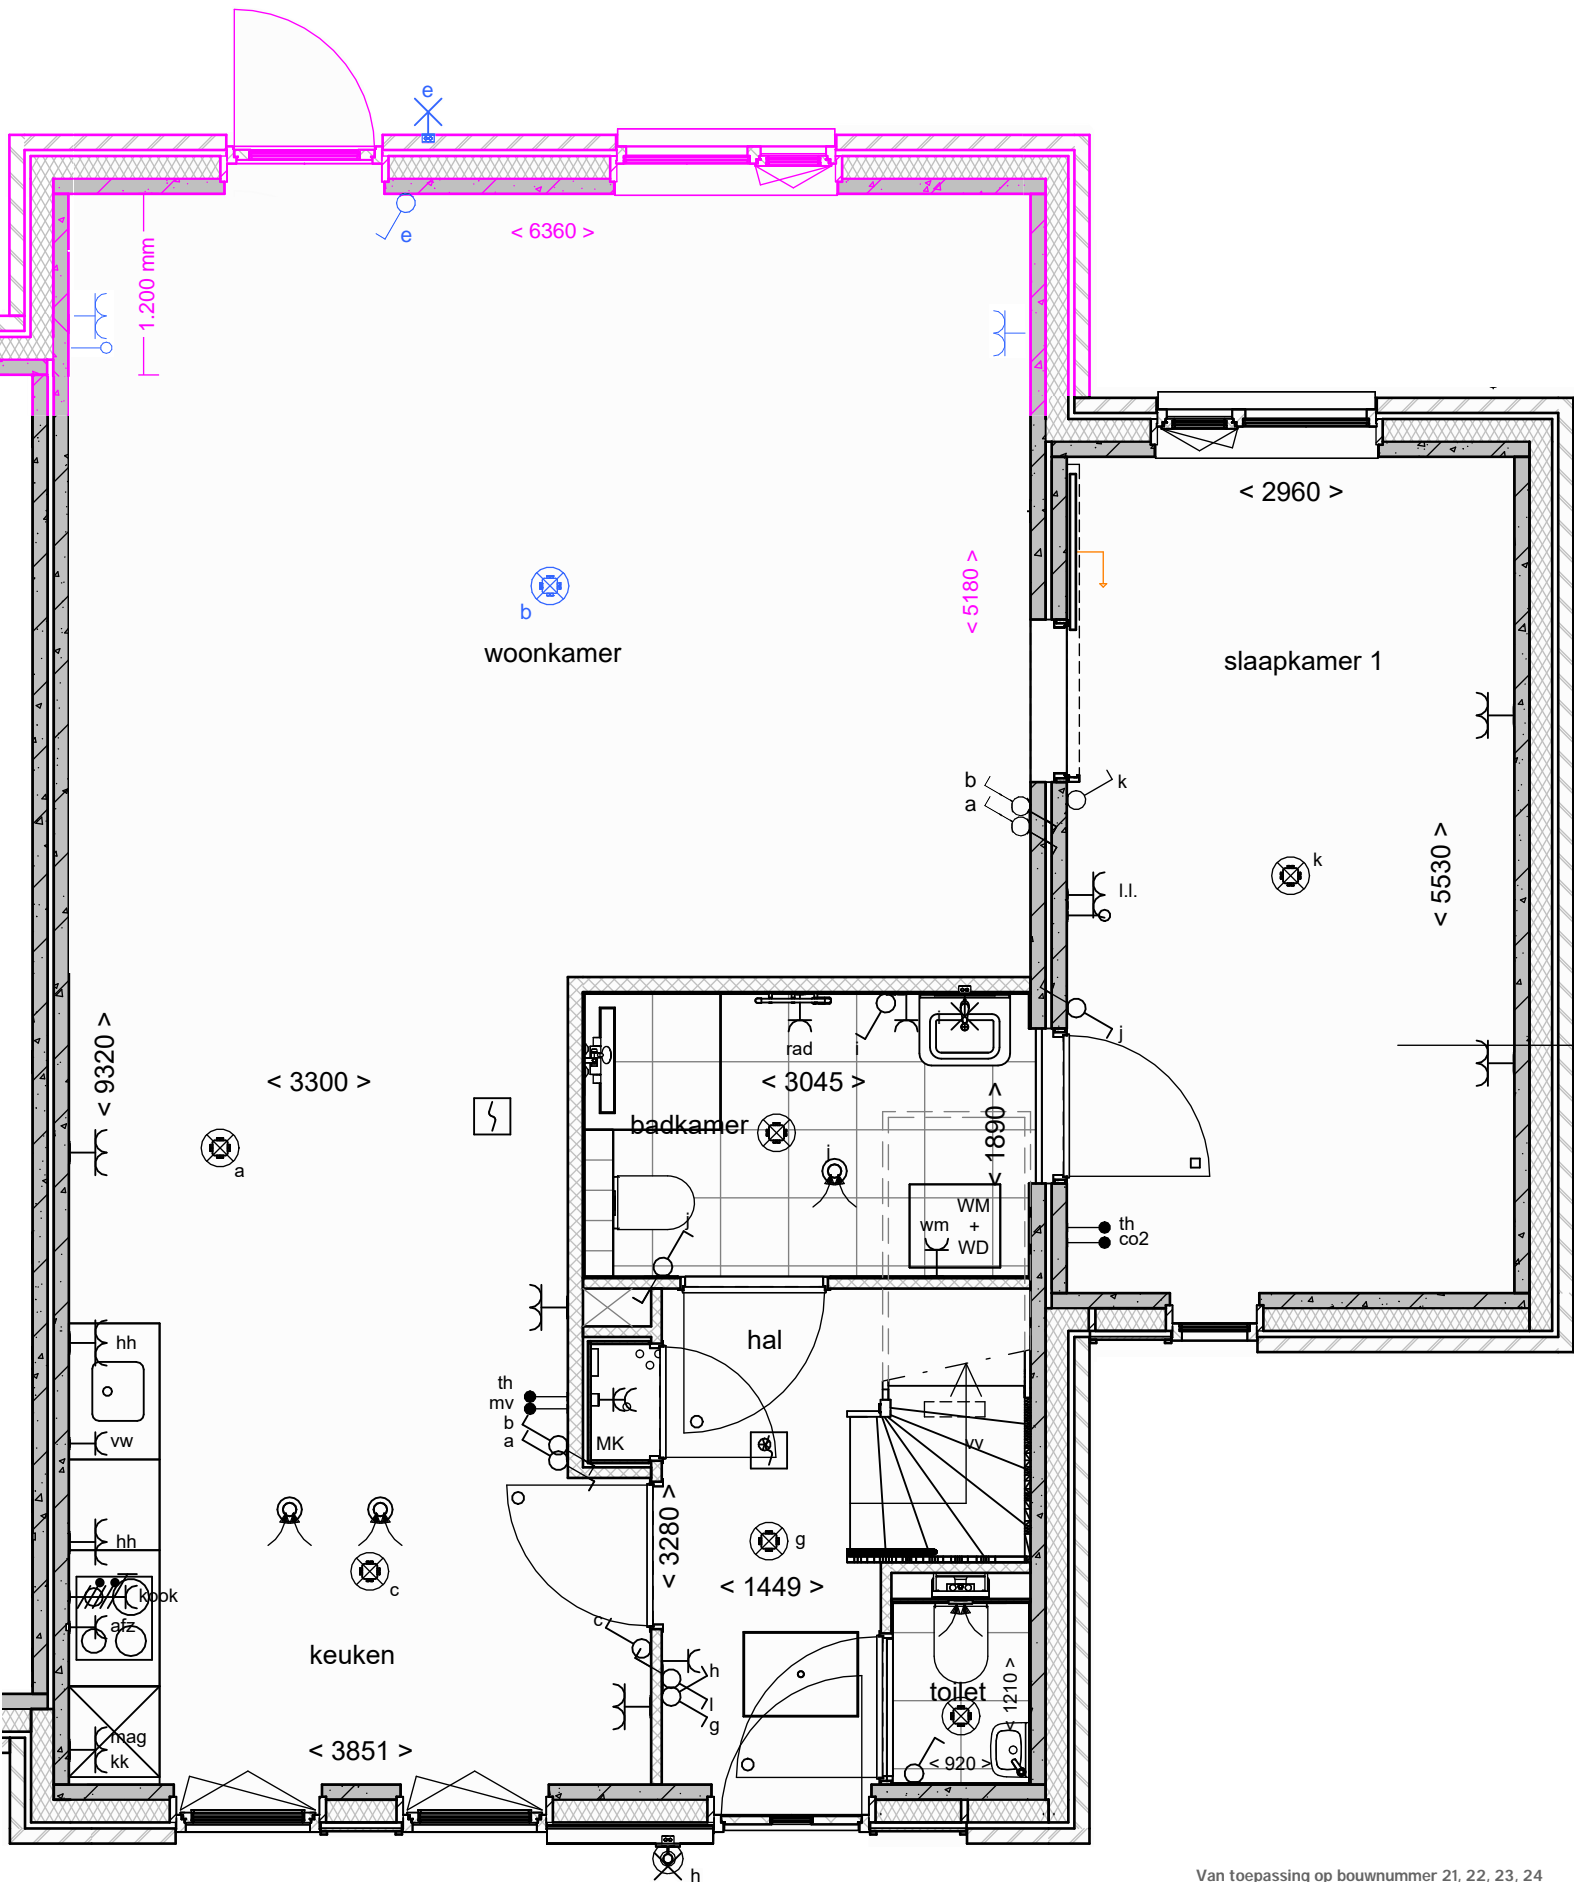 e
e
< 6360 >
1.200 mm
< 2960 >
< 5180 >
b
woonkamer
slaapkamer 1
b
a
k
k
l.l.
< 5530 >
< 9320 >
< 3300 >
a
rad
i
i
< 3045 >
badkamer
< 1890 >
j
i
j
WM
+
WD
wm
th
co2
hh
hal
th
mv
b
a
MK
vv
vw
hh
kook
afz
c
g
< 3280 >
< 1449 >
c
keuken
h
l
g
toilet
< 1210 >
< 920 >
mag
kk
< 3851 >
h
Van toepassing op bouwnummer 21, 22, 23, 24